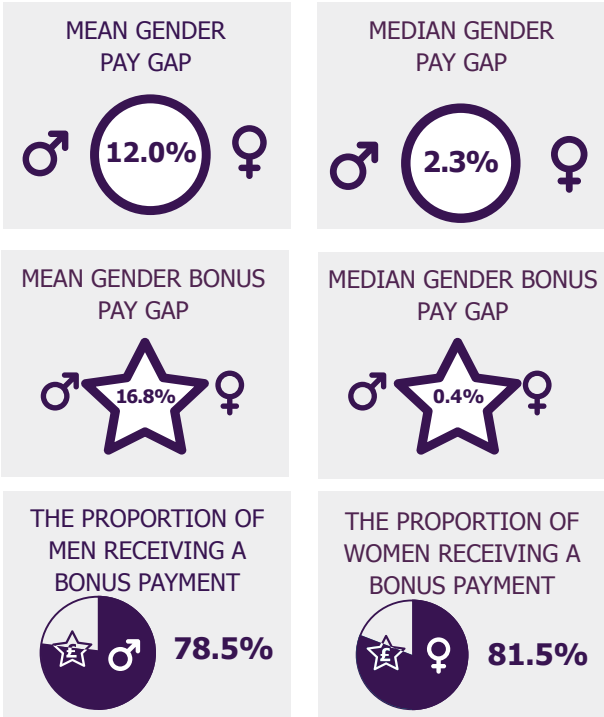 MEAN GENDER
PAY GAP
12.0%
MEDIAN GENDER
PAY GAP
2.3%
MEAN GENDER BONUS
PAY GAP
16.8%
MEDIAN GENDER BONUS
PAY GAP
0.4%
THE PROPORTION OF
MEN RECEIVING A
BONUS PAYMENT
£
78.5%
THE PROPORTION OF
WOMEN RECEIVING A
BONUS PAYMENT
£
81.5%